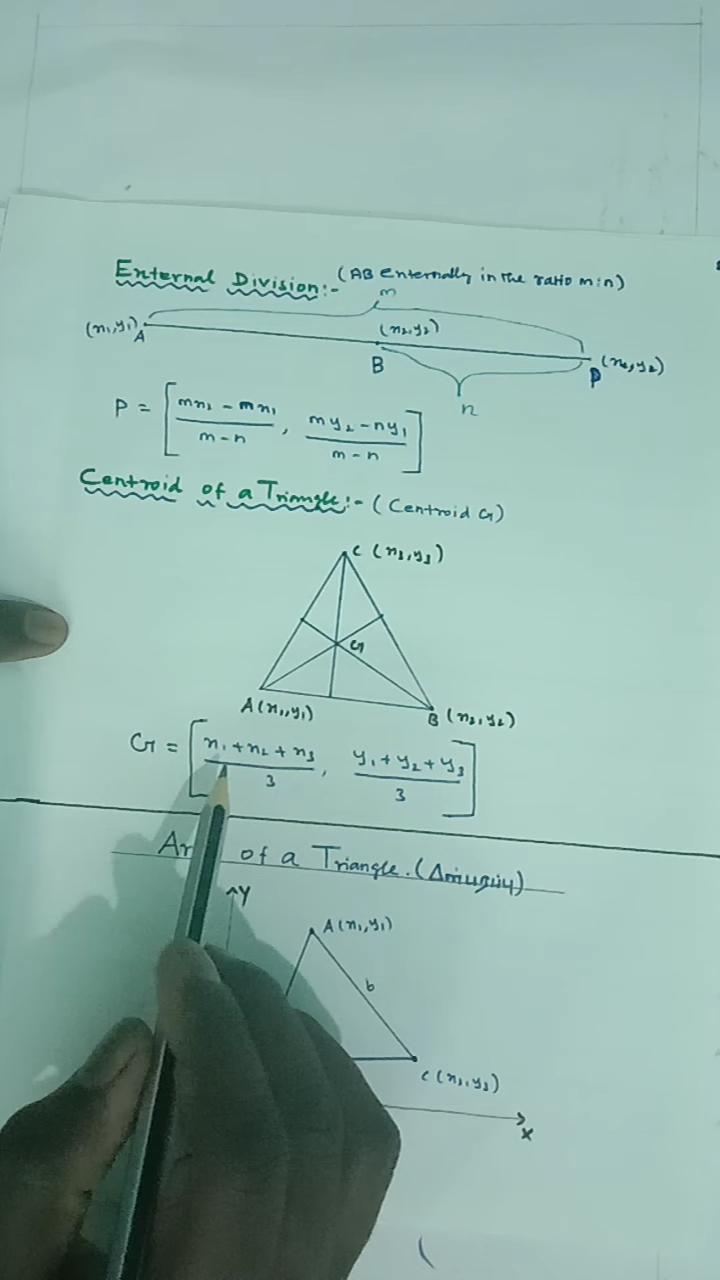 External Division:- (AB externally in the ratio m:n)
m
(x₁,y₁) A
(x₂,y₂)
B
P (x₂,y₂)
n
P = [ (mx₂ - mx₁)/(m-n) , (my₂ - ny₁)/(m-n) ]
Centroid of a Triangle:- (Centroid G)
C (x₃,y₃)
G
A(x₁,y₁)
B (x₂,y₂)
G = [ (x₁+x₂+x₃)/3 , (y₁+y₂+y₃)/3 ]
of a Triangle.
Y
A(x₁,y₁)
b
C(x₃,y₃)
X